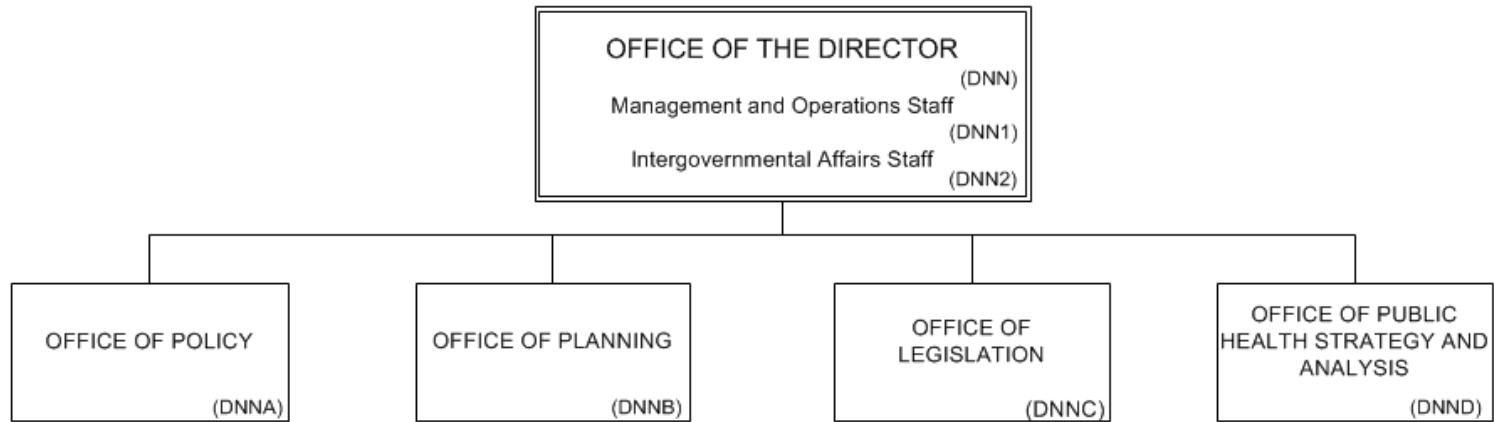 OFFICE OF THE DIRECTOR
(DNN)
Management and Operations Staff
(DNN1)
Intergovernmental Affairs Staff
(DNN2)
OFFICE OF POLICY
(DNNA)
OFFICE OF PLANNING
(DNNB)
OFFICE OF
LEGISLATION
(DNNC)
OFFICE OF PUBLIC
HEALTH STRATEGY AND
ANALYSIS
(DNND)